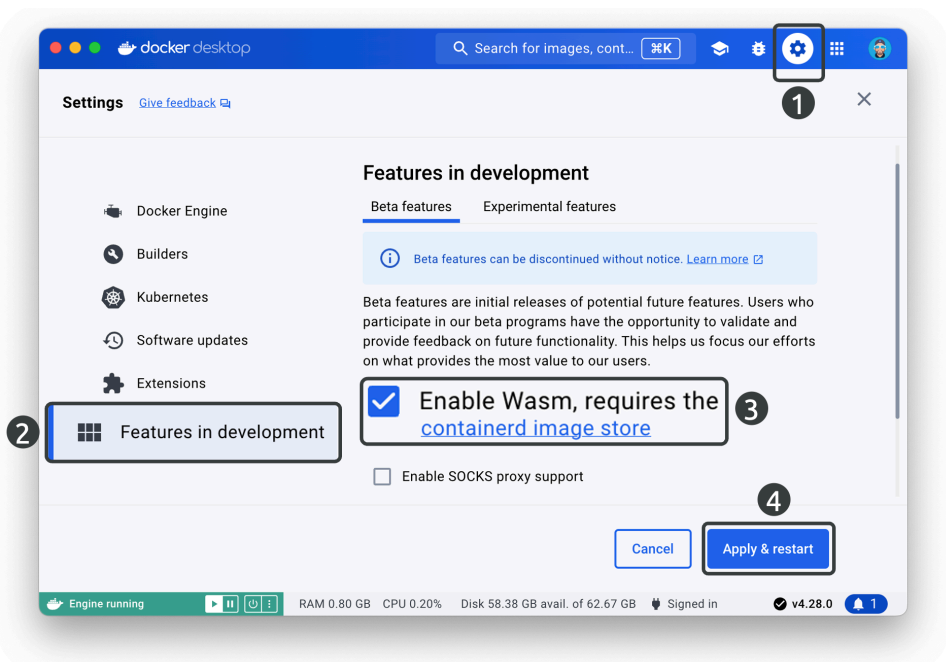 docker desktop
Search for images, cont... ⌘K
1
Settings Give feedback
Features in development
Beta features Experimental features
Docker Engine
Builders
Kubernetes
Software updates
Extensions
2 Features in development
Beta features can be discontinued without notice. Learn more
Beta features are initial releases of potential future features. Users who
participate in our beta programs have the opportunity to validate and
provide feedback on future functionality. This helps us focus our efforts
on what provides the most value to our users.
Enable Wasm, requires the
containerd image store
3
Enable SOCKS proxy support
4
Cancel Apply & restart
Engine running RAM 0.80 GB CPU 0.20% Disk 58.38 GB avail. of 62.67 GB Signed in v4.28.0 1